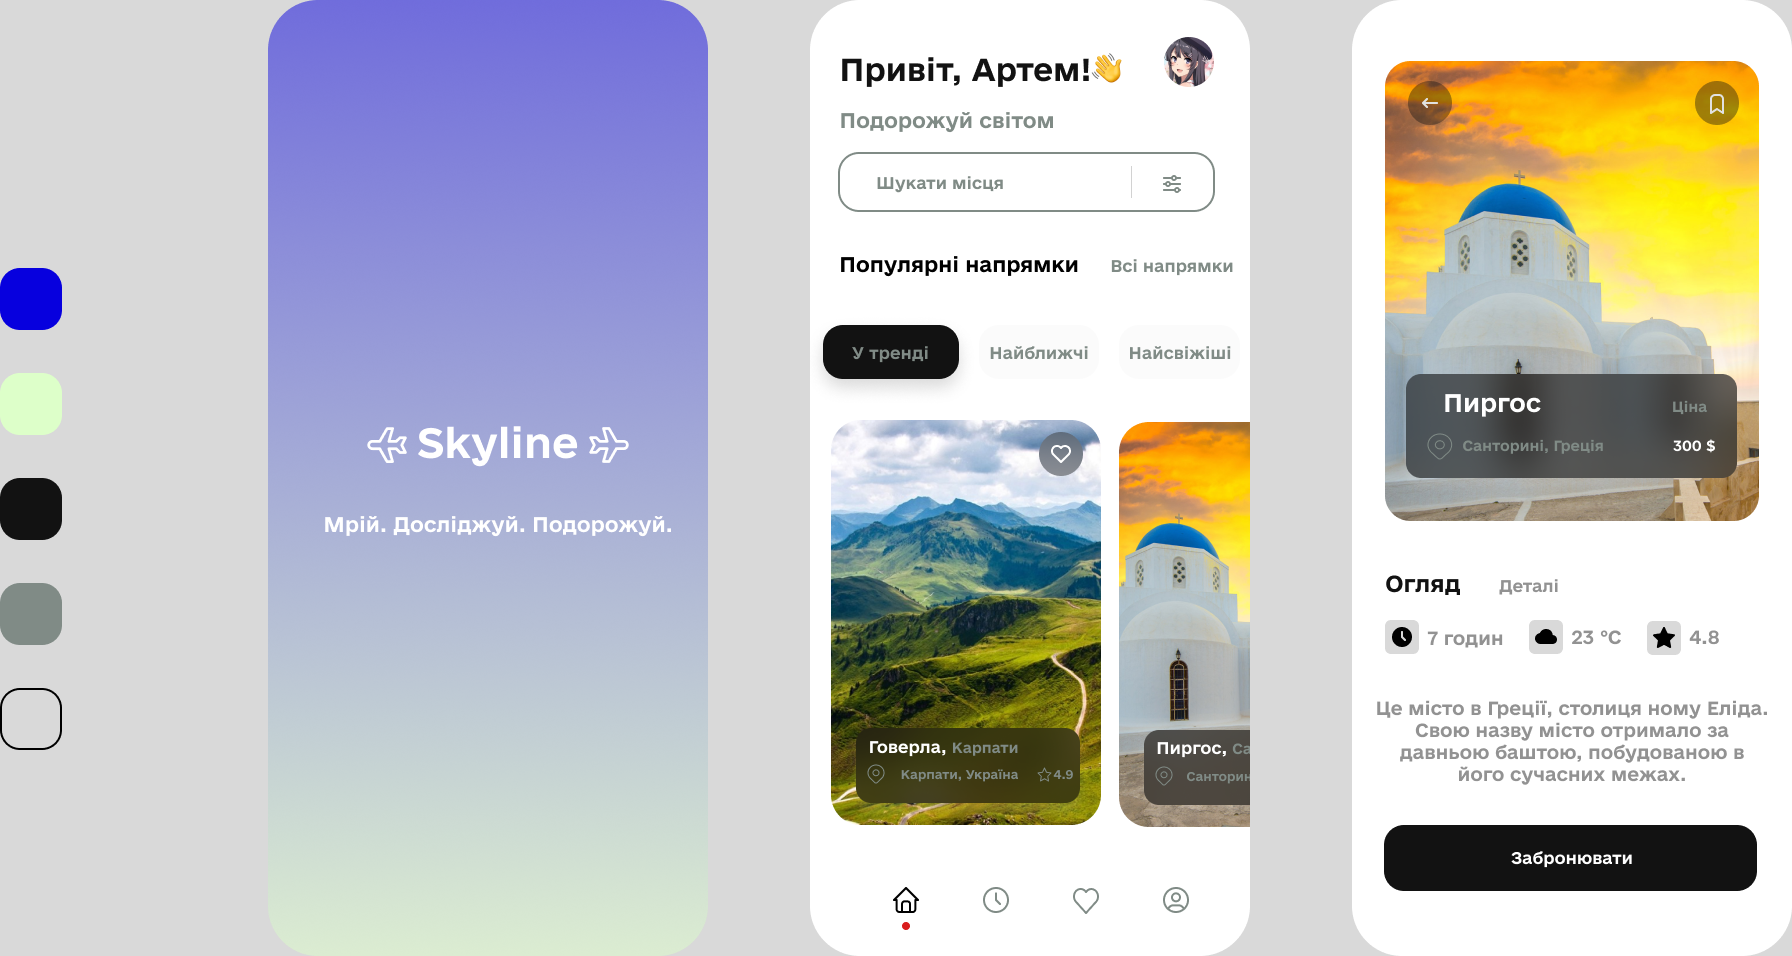 Skyline
Мрій. Досліджуй. Подорожуй.
Привіт, Артем!👋
Подорожуй світом
Шукати місця
Популярні напрямки Всі напрямки
У тренді Найближчі Найсвіжіші
Говерла, Карпати
Карпати, Україна 4.9
Пиргос, Са
Санторин
Пиргос Ціна
Санторині, Греція 300 $
Огляд Деталі
7 годин 23 °C 4.8
Це місто в Греції, столиця ному Еліда.
Свою назву місто отримало за
давньою баштою, побудованою в
його сучасних межах.
Забронювати